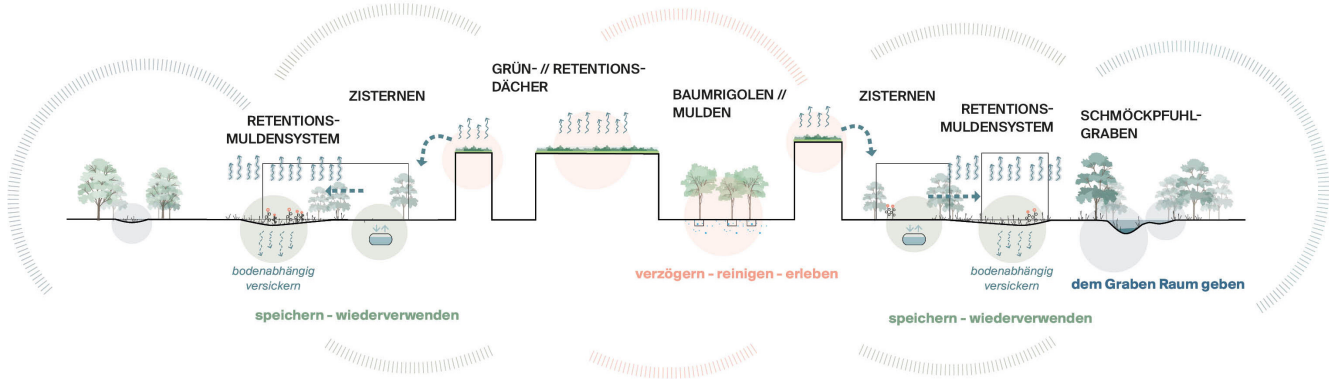 GRÜN- // RETENTIONS-
DÄCHER
ZISTERNEN
BAUMRIGOLEN //
MULDEN
ZISTERNEN
RETENTIONS-
MULDENSYSTEM
RETENTIONS-
MULDENSYSTEM
SCHMÖCKPFUHL-
GRABEN
bodenabhängig
versickern
verzögern - reinigen - erleben
bodenabhängig
versickern
dem Graben Raum geben
speichern - wiederverwenden
speichern - wiederverwenden